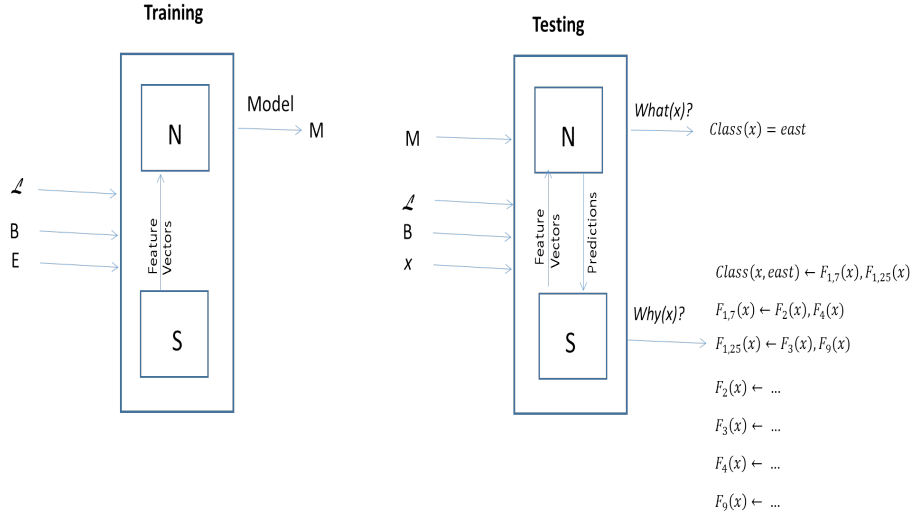 Training
N
Model
M
ℒ
B
E
Feature
Vectors
S
Testing
N
What(x)?
Class(x) = east
M
ℒ
B
x
Feature
Vectors
Predictions
S
Why(x)?
Class(x, east) ← F₁,₇(x), F₁,₂₅(x)
F₁,₇(x) ← F₂(x), F₄(x)
F₁,₂₅(x) ← F₃(x), F₉(x)
F₂(x) ← ...
F₃(x) ← ...
F₄(x) ← ...
F₉(x) ← ...